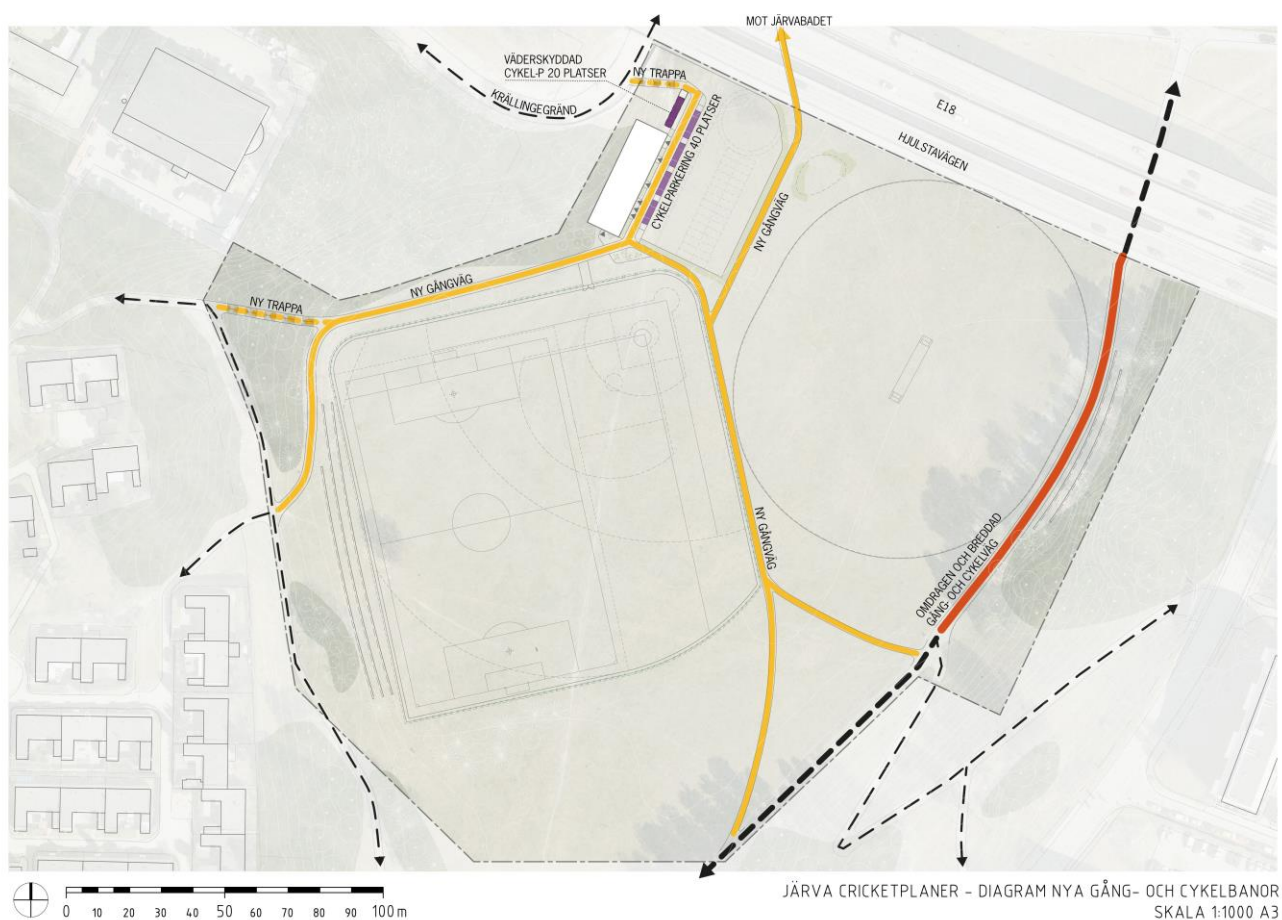 MOT JÄRVABADET
VÄDERSKYDDAD
CYKEL-P 20 PLATSER
NY TRAPPA
KRÄLLINGEGRÄND
E18
HJULSTAVÄGEN
CYKELPARKERING 40 PLATSER
NY GÅNGVÄG
NY GÅNGVÄG
NY TRAPPA
NY GÅNGVÄG
OMDRAGEN OCH BREDDAD
GÅNG- OCH CYKELVÄG
0 10 20 30 40 50 60 70 80 90 100 m
JÄRVA CRICKETPLANER - DIAGRAM NYA GÅNG- OCH CYKELBANOR
SKALA 1:1000 A3